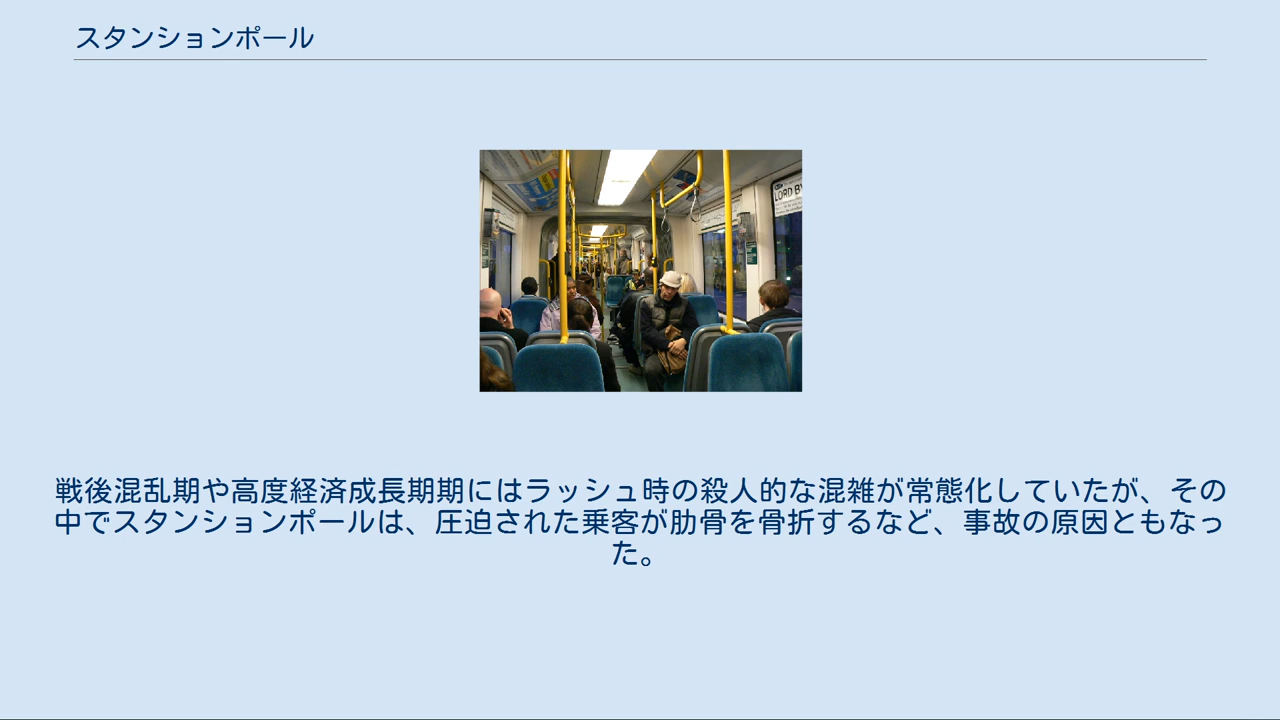 スタンションポール
LORD BY
戦後混乱期や高度経済成長期期にはラッシュ時の殺人的な混雑が常態化していたが、その
中でスタンションポールは、圧迫された乗客が肋骨を骨折するなど、事故の原因ともなっ
た。